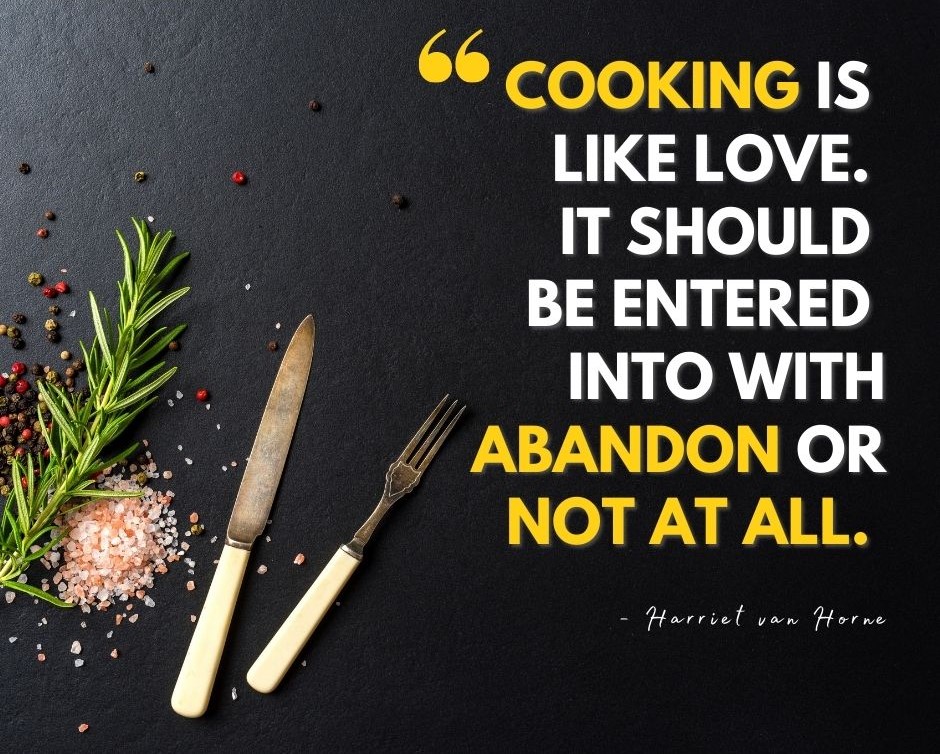 “ COOKING IS
LIKE LOVE.
IT SHOULD
BE ENTERED
INTO WITH
ABANDON OR
NOT AT ALL.
- Harriet van Horne